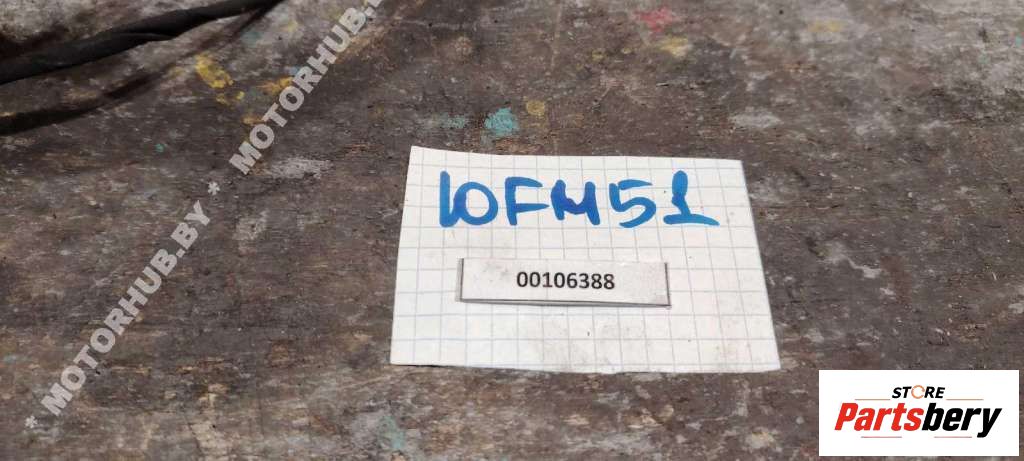 * MOTORHUB.BY * MOTORHUB.BY
10FM51
00106388
STORE
Partsbery